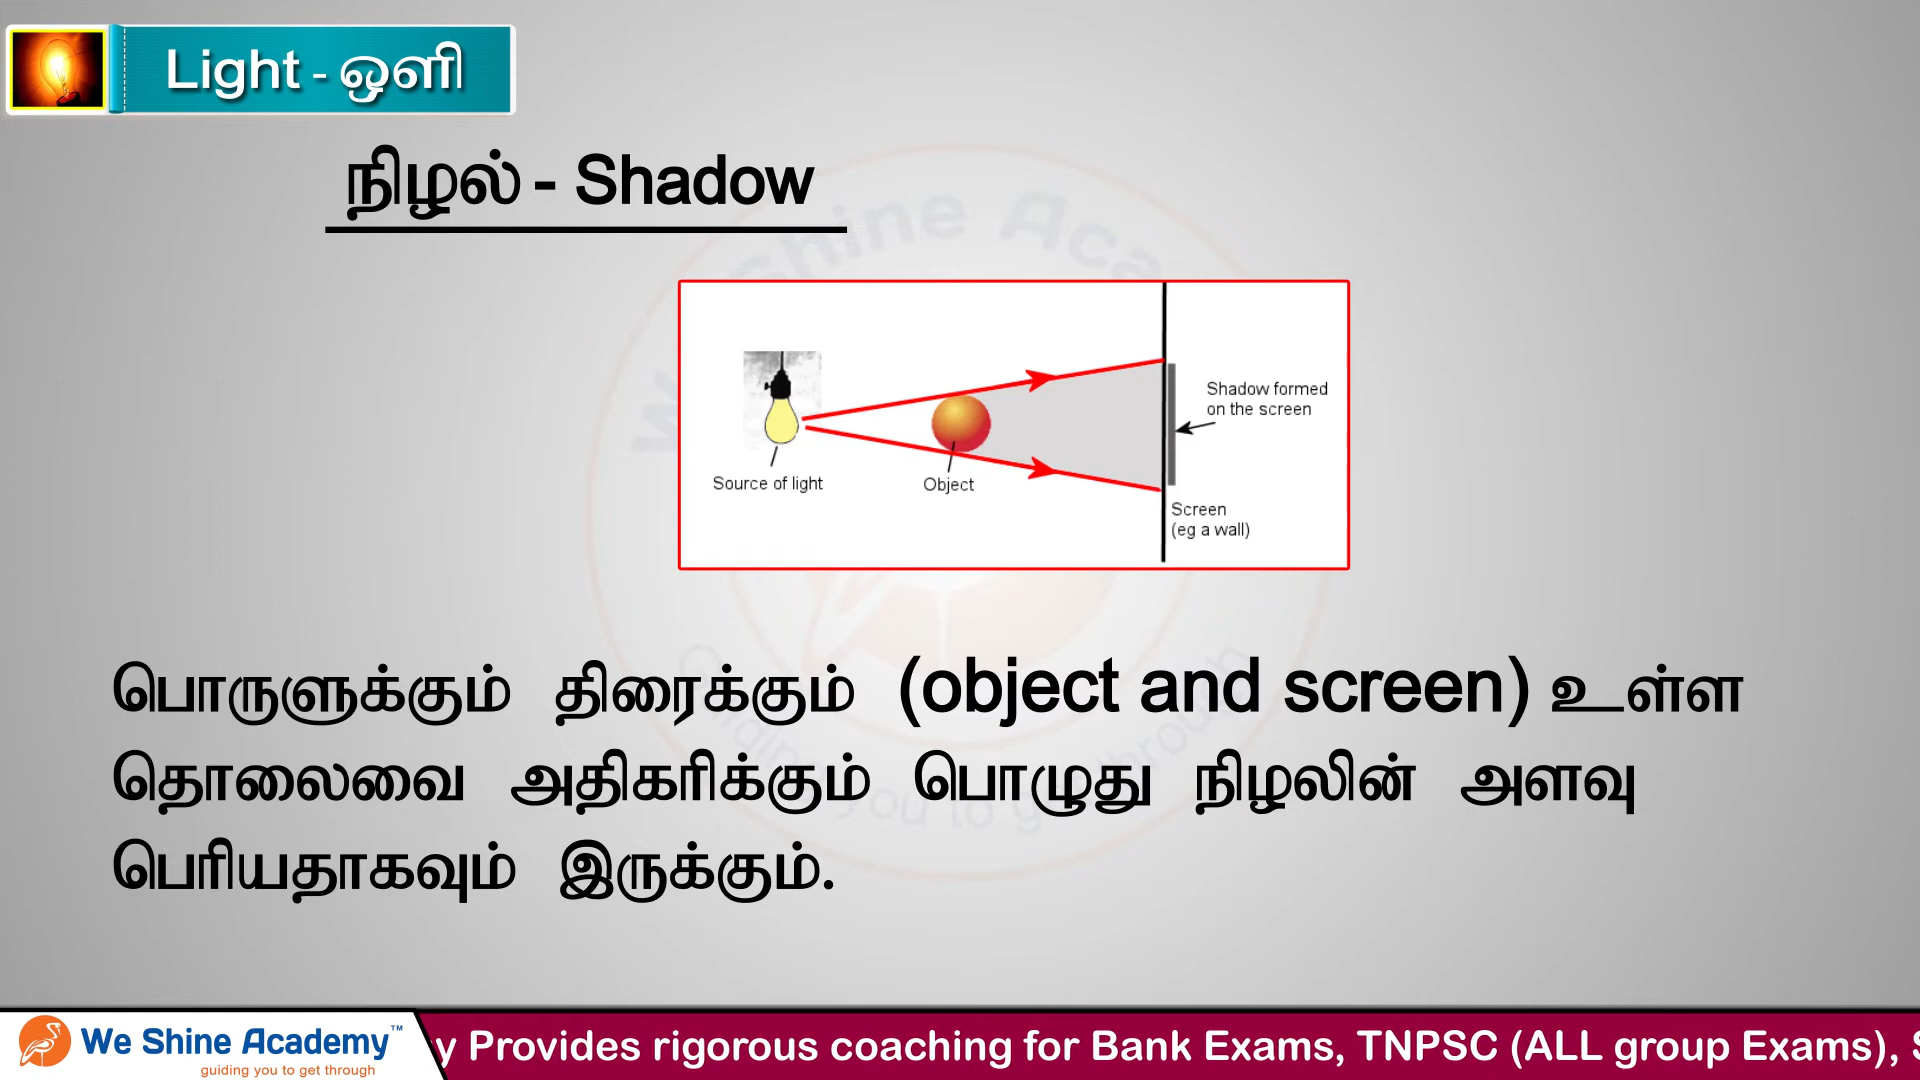 Light - ஒளி
நிழல் - Shadow
Shadow formed
on the screen
Source of light
Object
Screen
(eg a wall)
பொருளுக்கும் திரைக்கும் (object and screen) உள்ள
தொலைவை அதிகரிக்கும் பொழுது நிழலின் அளவு
பெரியதாகவும் இருக்கும்.
We Shine Academy™
guiding you to get through
y Provides rigorous coaching for Bank Exams, TNPSC (ALL group Exams), S